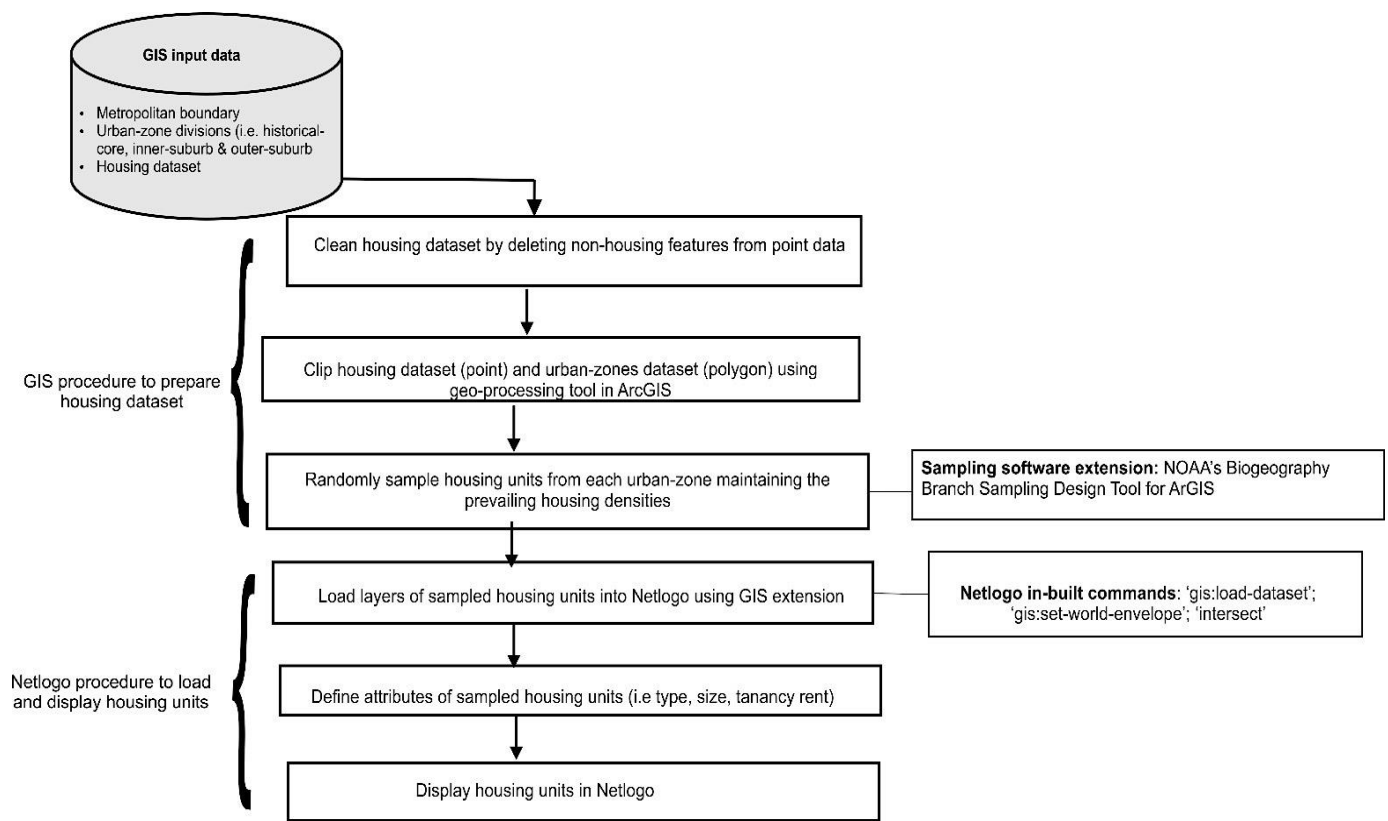 GIS input data
• Metropolitan boundary
• Urban-zone divisions (i.e. historical-
core, inner-suburb & outer-suburb
• Housing dataset
Clean housing dataset by deleting non-housing features from point data
Clip housing dataset (point) and urban-zones dataset (polygon) using
geo-processing tool in ArcGIS
GIS procedure to prepare
housing dataset
Randomly sample housing units from each urban-zone maintaining the
prevailing housing densities
Sampling software extension: NOAA's Biogeography
Branch Sampling Design Tool for ArGIS
Load layers of sampled housing units into Netlogo using GIS extension
Netlogo in-built commands: ‘gis:load-dataset’;
‘gis:set-world-envelope’; ‘intersect’
Netlogo procedure to load
and display housing units
Define attributes of sampled housing units (i.e type, size, tanancy rent)
Display housing units in Netlogo